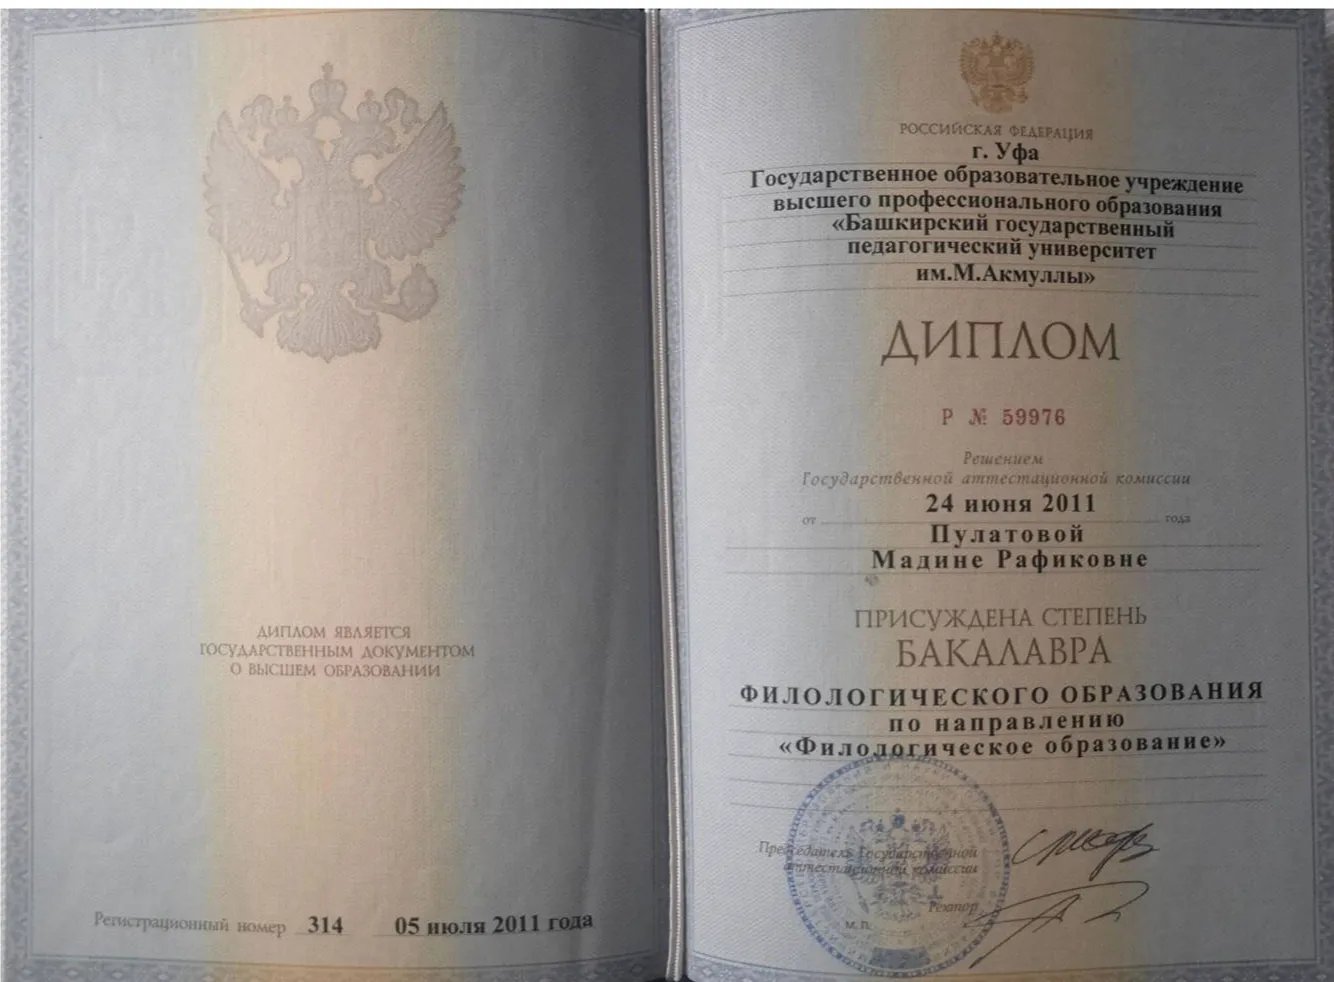 ДИПЛОМ ЯВЛЯЕТСЯ
ГОСУДАРСТВЕННЫМ ДОКУМЕНТОМ
О ВЫСШЕМ ОБРАЗОВАНИИ
Регистрационный номер 314 05 июля 2011 года
РОССИЙСКАЯ ФЕДЕРАЦИЯ
г. Уфа
Государственное образовательное учреждение
высшего профессионального образования
«Башкирский государственный
педагогический университет
им.М.Акмуллы»
ДИПЛОМ
Р № 59976
Решением
Государственной аттестационной комиссии
от 24 июня 2011 года
Пулатовой
Мадине Рафиковне
ПРИСУЖДЕНА СТЕПЕНЬ
БАКАЛАВРА
ФИЛОЛОГИЧЕСКОГО ОБРАЗОВАНИЯ
по направлению
«Филологическое образование»
Председатель Государственной
аттестационной комиссии
Ректор
М.П.